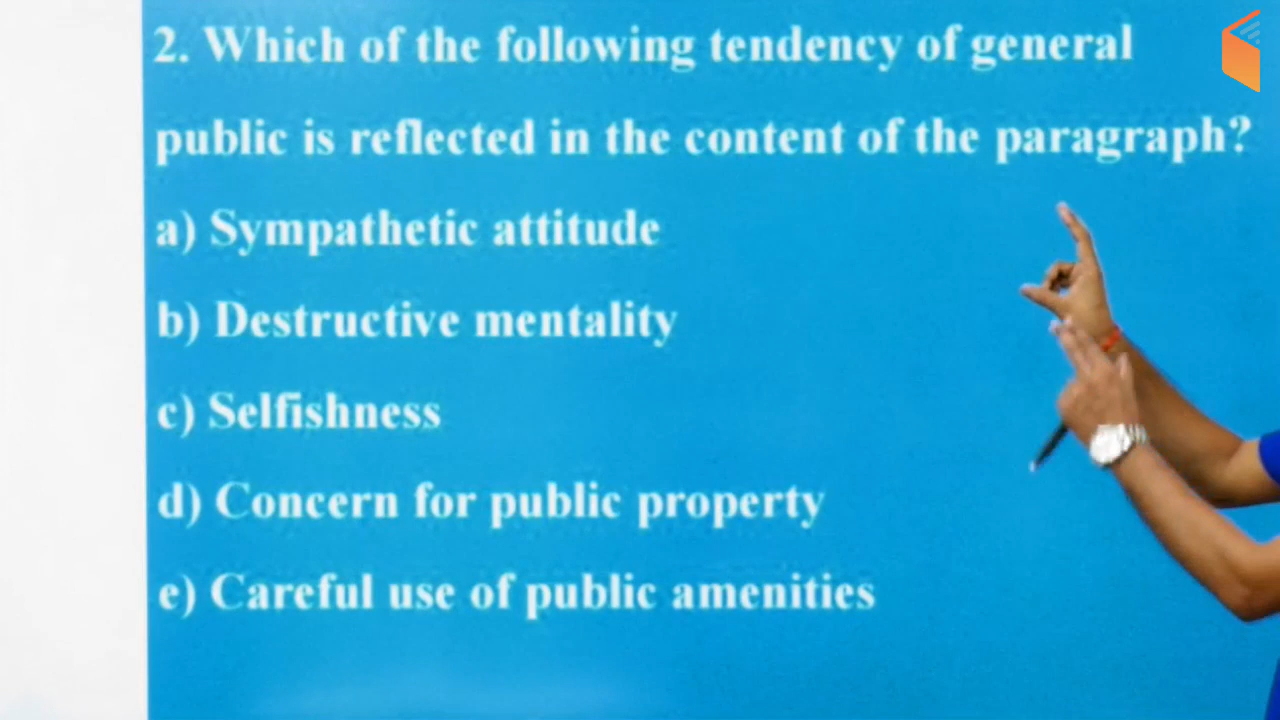 2. Which of the following tendency of general
public is reflected in the content of the paragraph?
a) Sympathetic attitude
b) Destructive mentality
c) Selfishness
d) Concern for public property
e) Careful use of public amenities